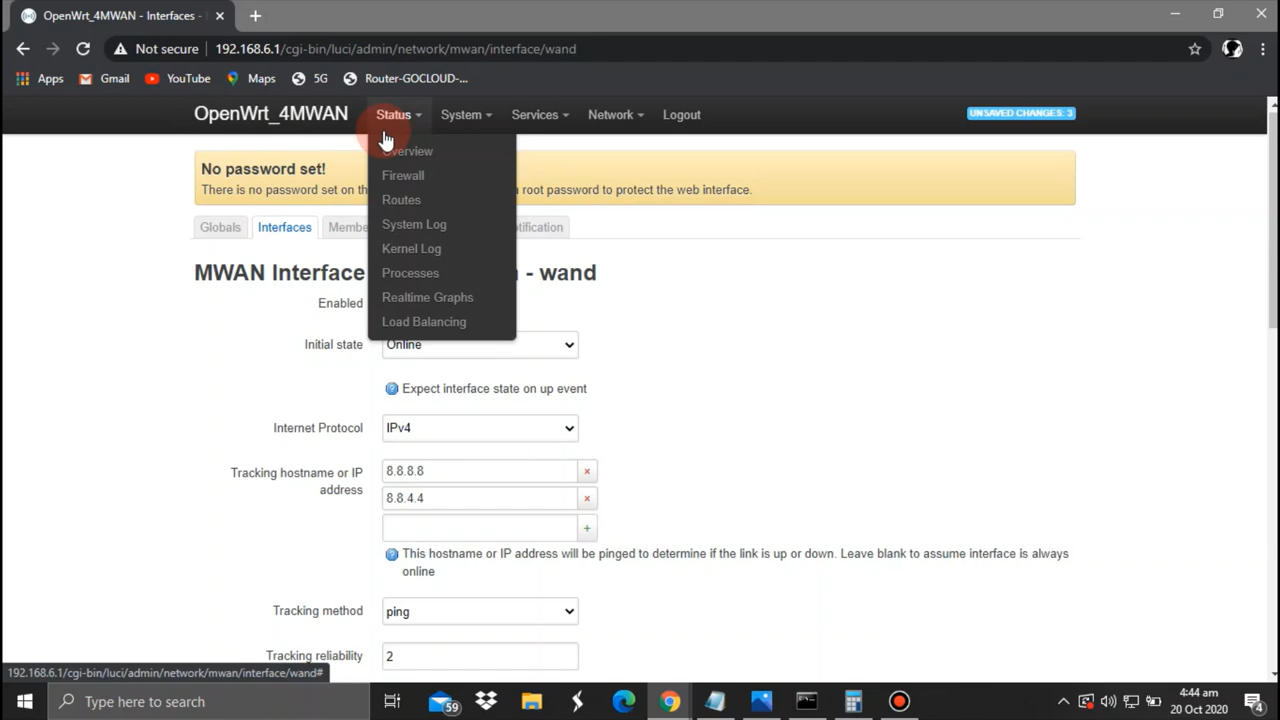 OpenWrt_4MWAN - Interfaces -
Not secure
192.168.6.1/cgi-bin/luci/admin/network/mwan/interface/wand
Apps
Gmail
YouTube
Maps
5G
Router-GOCLOUD-...
OpenWrt_4MWAN
Status
System
Services
Network
Logout
UNSAVED CHANGES: 3
Overview
Firewall
Routes
System Log
Kernel Log
Processes
Realtime Graphs
Load Balancing
No password set!
There is no password set on th root password to protect the web interface.
Globals
Interfaces
Membe
tification
MWAN Interface - wand
Enabled
Initial state
Online
Expect interface state on up event
Internet Protocol
IPv4
Tracking hostname or IP
address
8.8.8.8
8.8.4.4
This hostname or IP address will be pinged to determine if the link is up or down. Leave blank to assume interface is always
online
Tracking method
ping
Tracking reliability
2
192.168.6.1/cgi-bin/luci/admin/network/mwan/interface/wand#
Type here to search
59
4:44 am
20 Oct 2020
4